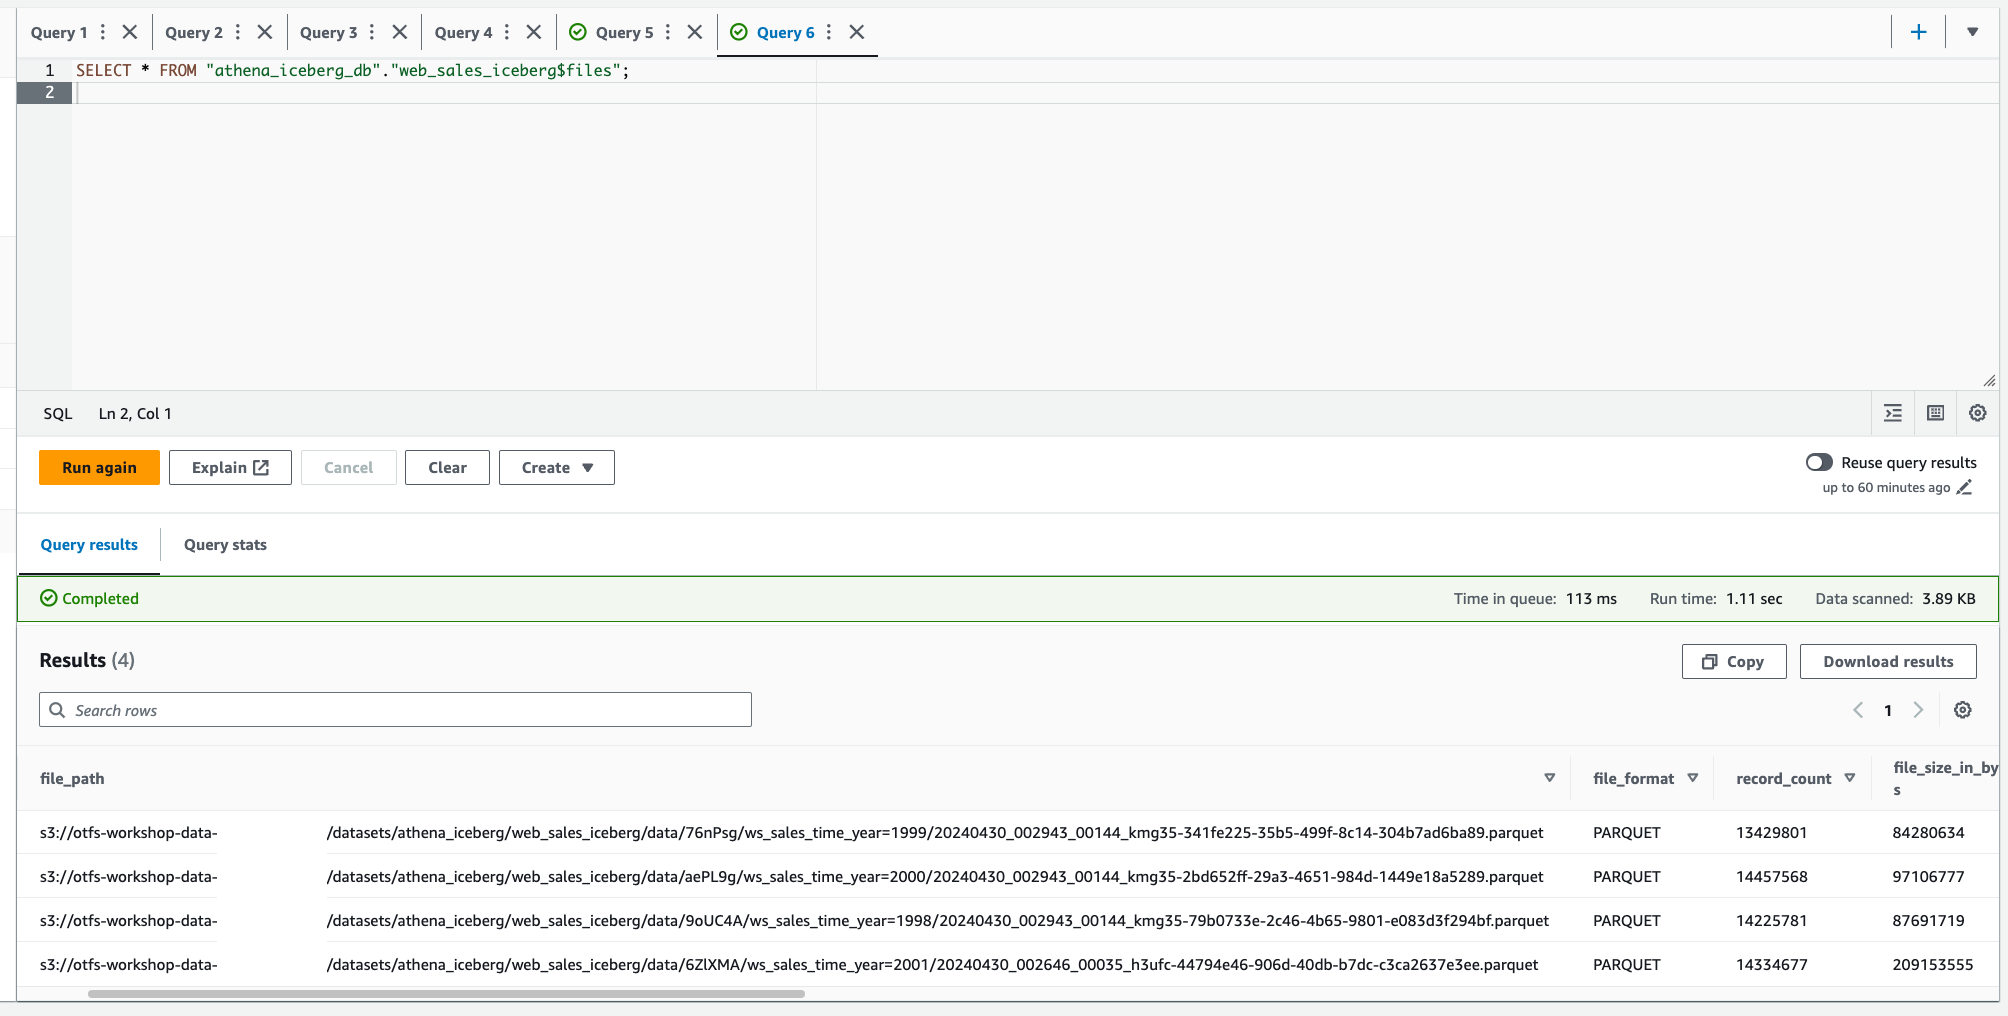 Query 1 Query 2 Query 3 Query 4 Query 5 Query 6
1 SELECT * FROM "athena_iceberg_db"."web_sales_iceberg$files";
2
SQL Ln 2, Col 1
Run again Explain Cancel Clear Create Reuse query results
up to 60 minutes ago
Query results Query stats
Completed Time in queue: 113 ms Run time: 1.11 sec Data scanned: 3.89 KB
Results (4) Copy Download results
Search rows 1
file_path file_format record_count file_size_in_by
s
s3://otfs-workshop-data- /datasets/athena_iceberg/web_sales_iceberg/data/76nPsg/ws_sales_time_year=1999/20240430_002943_00144_kmg35-341fe225-35b5-499f-8c14-304b7ad6ba89.parquet PARQUET 13429801 84280634
s3://otfs-workshop-data- /datasets/athena_iceberg/web_sales_iceberg/data/aePL9g/ws_sales_time_year=2000/20240430_002943_00144_kmg35-2bd652ff-29a3-4651-984d-1449e18a5289.parquet PARQUET 14457568 97106777
s3://otfs-workshop-data- /datasets/athena_iceberg/web_sales_iceberg/data/9oUC4A/ws_sales_time_year=1998/20240430_002943_00144_kmg35-79b0733e-2c46-4b65-9801-e083d3f294bf.parquet PARQUET 14225781 87691719
s3://otfs-workshop-data- /datasets/athena_iceberg/web_sales_iceberg/data/6ZlXMA/ws_sales_time_year=2001/20240430_002646_00035_h3ufc-44794e46-906d-40db-b7dc-c3ca2637e3ee.parquet PARQUET 14334677 209153555